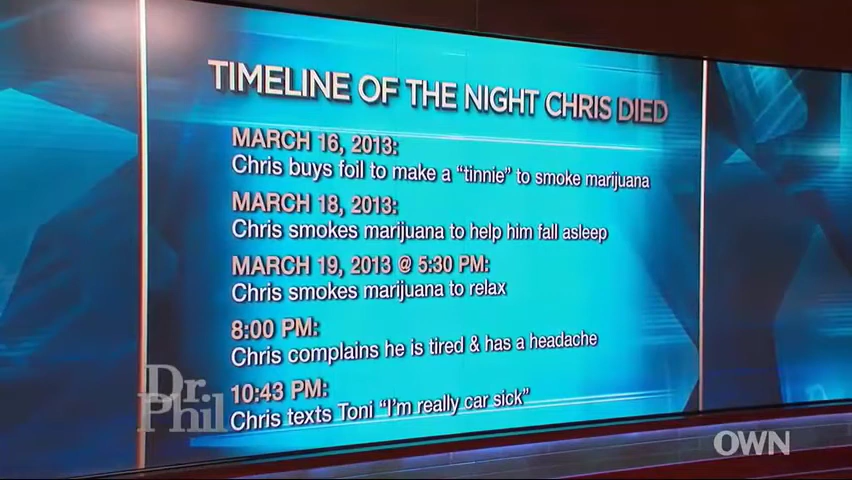 TIMELINE OF THE NIGHT CHRIS DIED
MARCH 16, 2013:
Chris buys foil to make a “tinnie” to smoke marijuana
MARCH 18, 2013:
Chris smokes marijuana to help him fall asleep
MARCH 19, 2013 @ 5:30 PM:
Chris smokes marijuana to relax
8:00 PM:
Chris complains he is tired & has a headache
10:43 PM:
Chris texts Toni “I'm really car sick”
Dr.
Phil
OWN